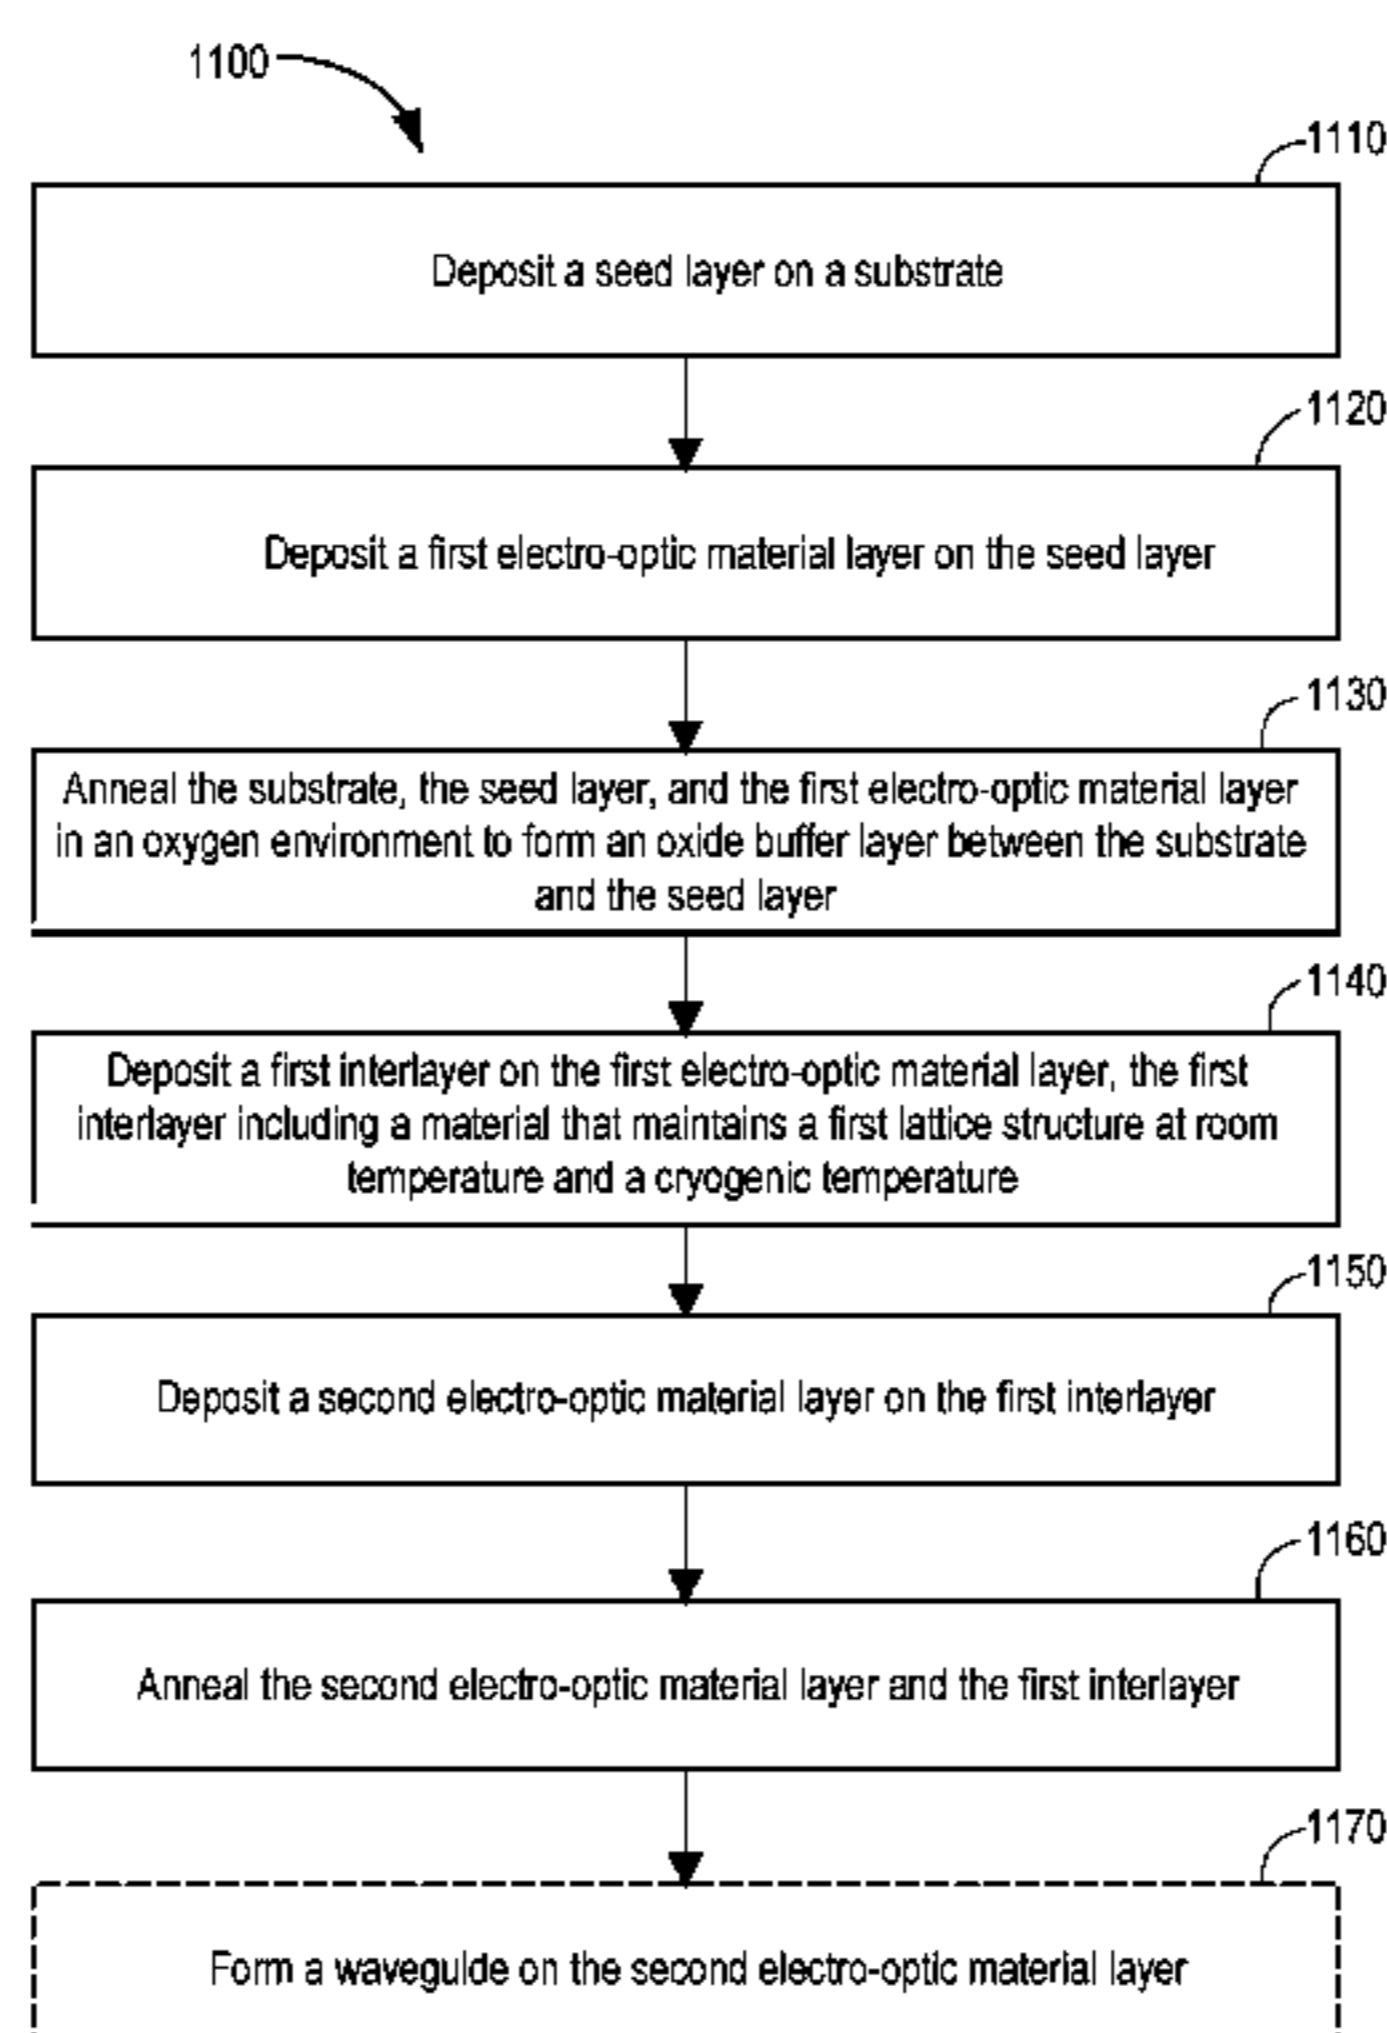 1100
1110
Deposit a seed layer on a substrate
1120
Deposit a first electro-optic material layer on the seed layer
1130
Anneal the substrate, the seed layer, and the first electro-optic material layer
in an oxygen environment to form an oxide buffer layer between the substrate
and the seed layer
1140
Deposit a first interlayer on the first electro-optic material layer, the first
interlayer including a material that maintains a first lattice structure at room
temperature and a cryogenic temperature
1150
Deposit a second electro-optic material layer on the first interlayer
1160
Anneal the second electro-optic material layer and the first interlayer
1170
Form a waveguide on the second electro-optic material layer